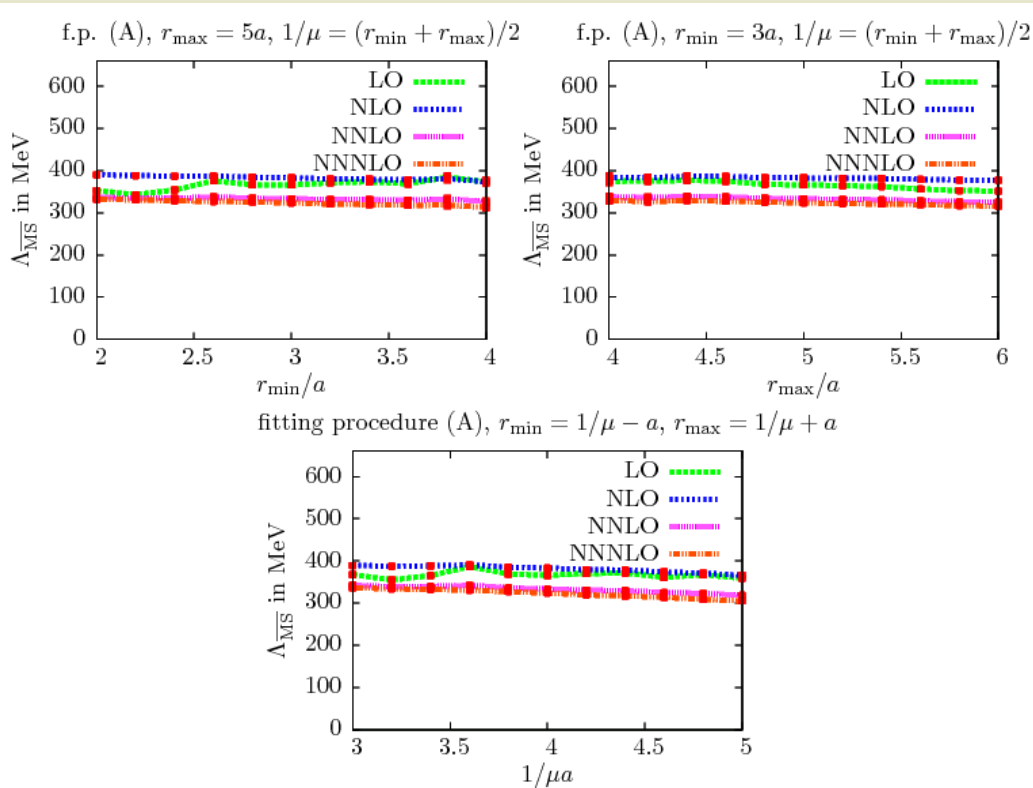 f.p. (A), r_max = 5a, 1/μ = (r_min + r_max)/2
600
500
400
300
200
100
0
Λ_M̅S̅ in MeV
LO
NLO
NNLO
NNNLO
2 2.5 3 3.5 4
r_min/a
f.p. (A), r_min = 3a, 1/μ = (r_min + r_max)/2
600
500
400
300
200
100
0
Λ_M̅S̅ in MeV
LO
NLO
NNLO
NNNLO
4 4.5 5 5.5 6
r_max/a
fitting procedure (A), r_min = 1/μ − a, r_max = 1/μ + a
600
500
400
300
200
100
0
Λ_M̅S̅ in MeV
LO
NLO
NNLO
NNNLO
3 3.5 4 4.5 5
1/μa